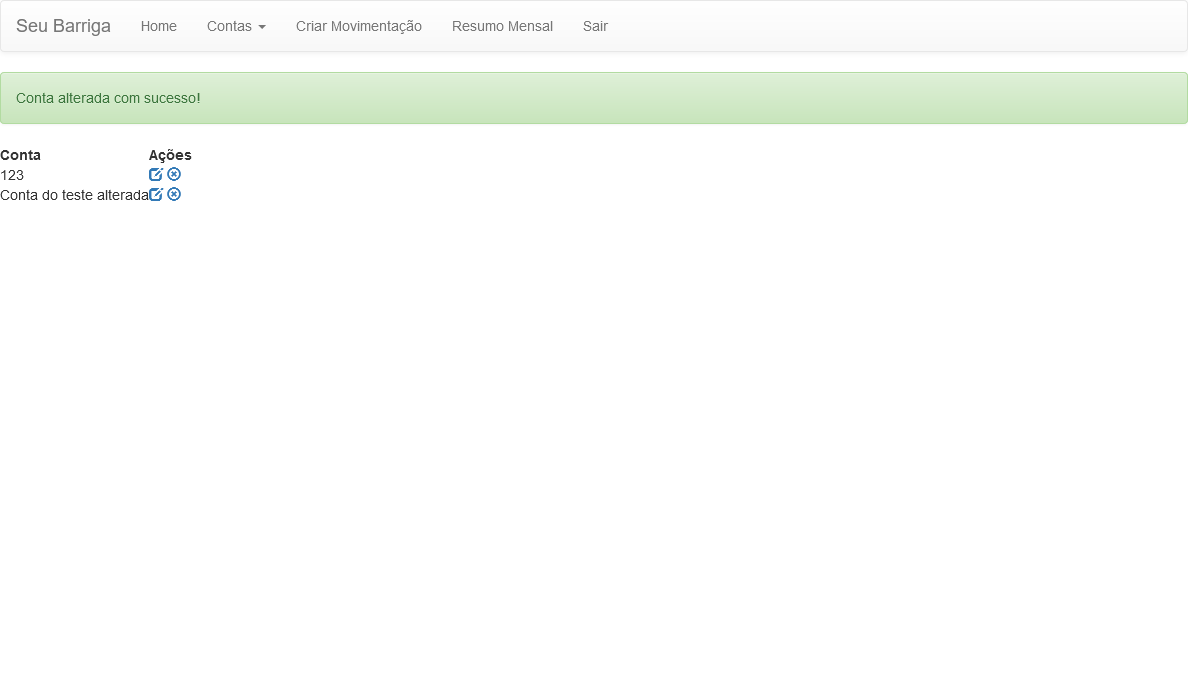 Seu Barriga Home Contas Criar Movimentação Resumo Mensal Sair
Conta alterada com sucesso!
Conta Ações
123
Conta do teste alterada